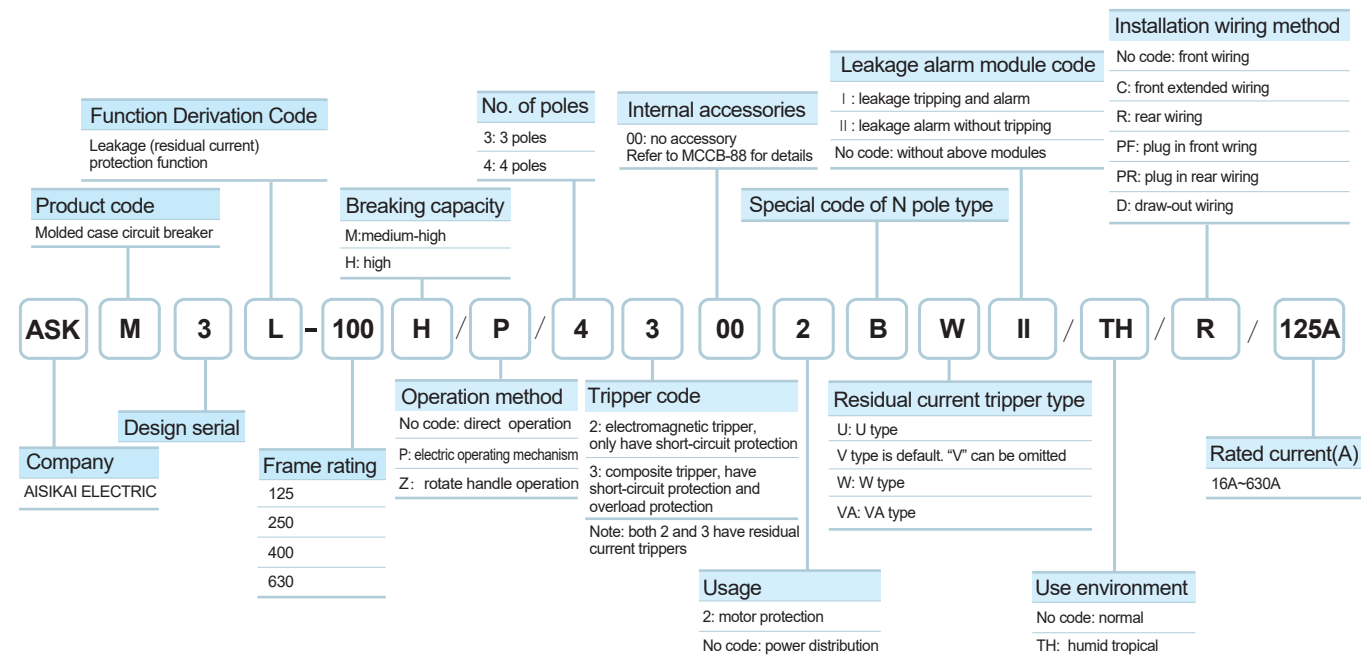 Installation wiring method
No code: front wiring
C: front extended wiring
R: rear wiring
PF: plug in front wiring
PR: plug in rear wiring
D: draw-out wiring
Leakage alarm module code
Ⅰ: leakage tripping and alarm
Ⅱ: leakage alarm without tripping
No code: without above modules
No. of poles
3: 3 poles
4: 4 poles
Internal accessories
00: no accessory
Refer to MCCB-88 for details
Function Derivation Code
Leakage (residual current)
protection function
Product code
Molded case circuit breaker
Breaking capacity
M:medium-high
H: high
Special code of N pole type
ASK M 3 L - 100 H / P / 4 3 00 2 B W II / TH / R / 125A
Company
AISIKAI ELECTRIC
Design serial
Frame rating
125
250
400
630
Operation method
No code: direct operation
P: electric operating mechanism
Z: rotate handle operation
Tripper code
2: electromagnetic tripper,
only have short-circuit protection
3: composite tripper, have
short-circuit protection and
overload protection
Note: both 2 and 3 have residual
current trippers
Usage
2: motor protection
No code: power distribution
Residual current tripper type
U: U type
V type is default. “V” can be omitted
W: W type
VA: VA type
Use environment
No code: normal
TH: humid tropical
Rated current(A)
16A~630A